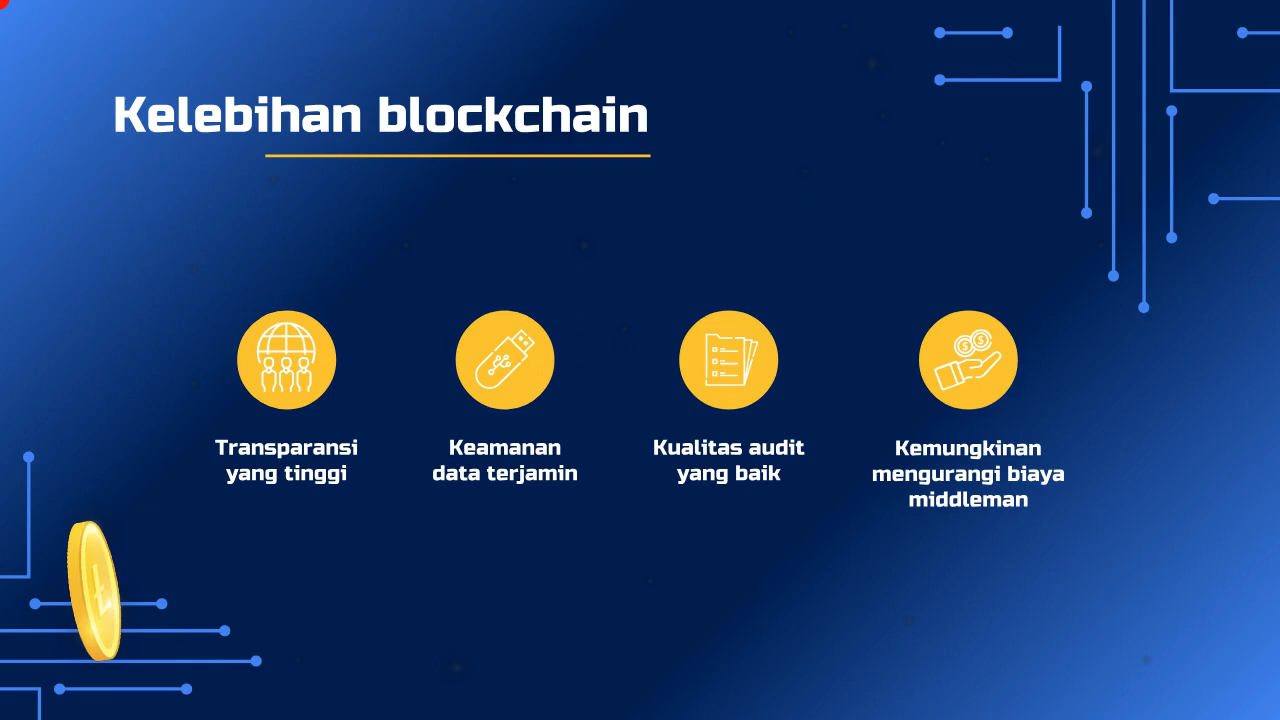 Kelebihan blockchain
Transparansi
yang tinggi
Keamanan
data terjamin
Kualitas audit
yang baik
Kemungkinan
mengurangi biaya
middleman